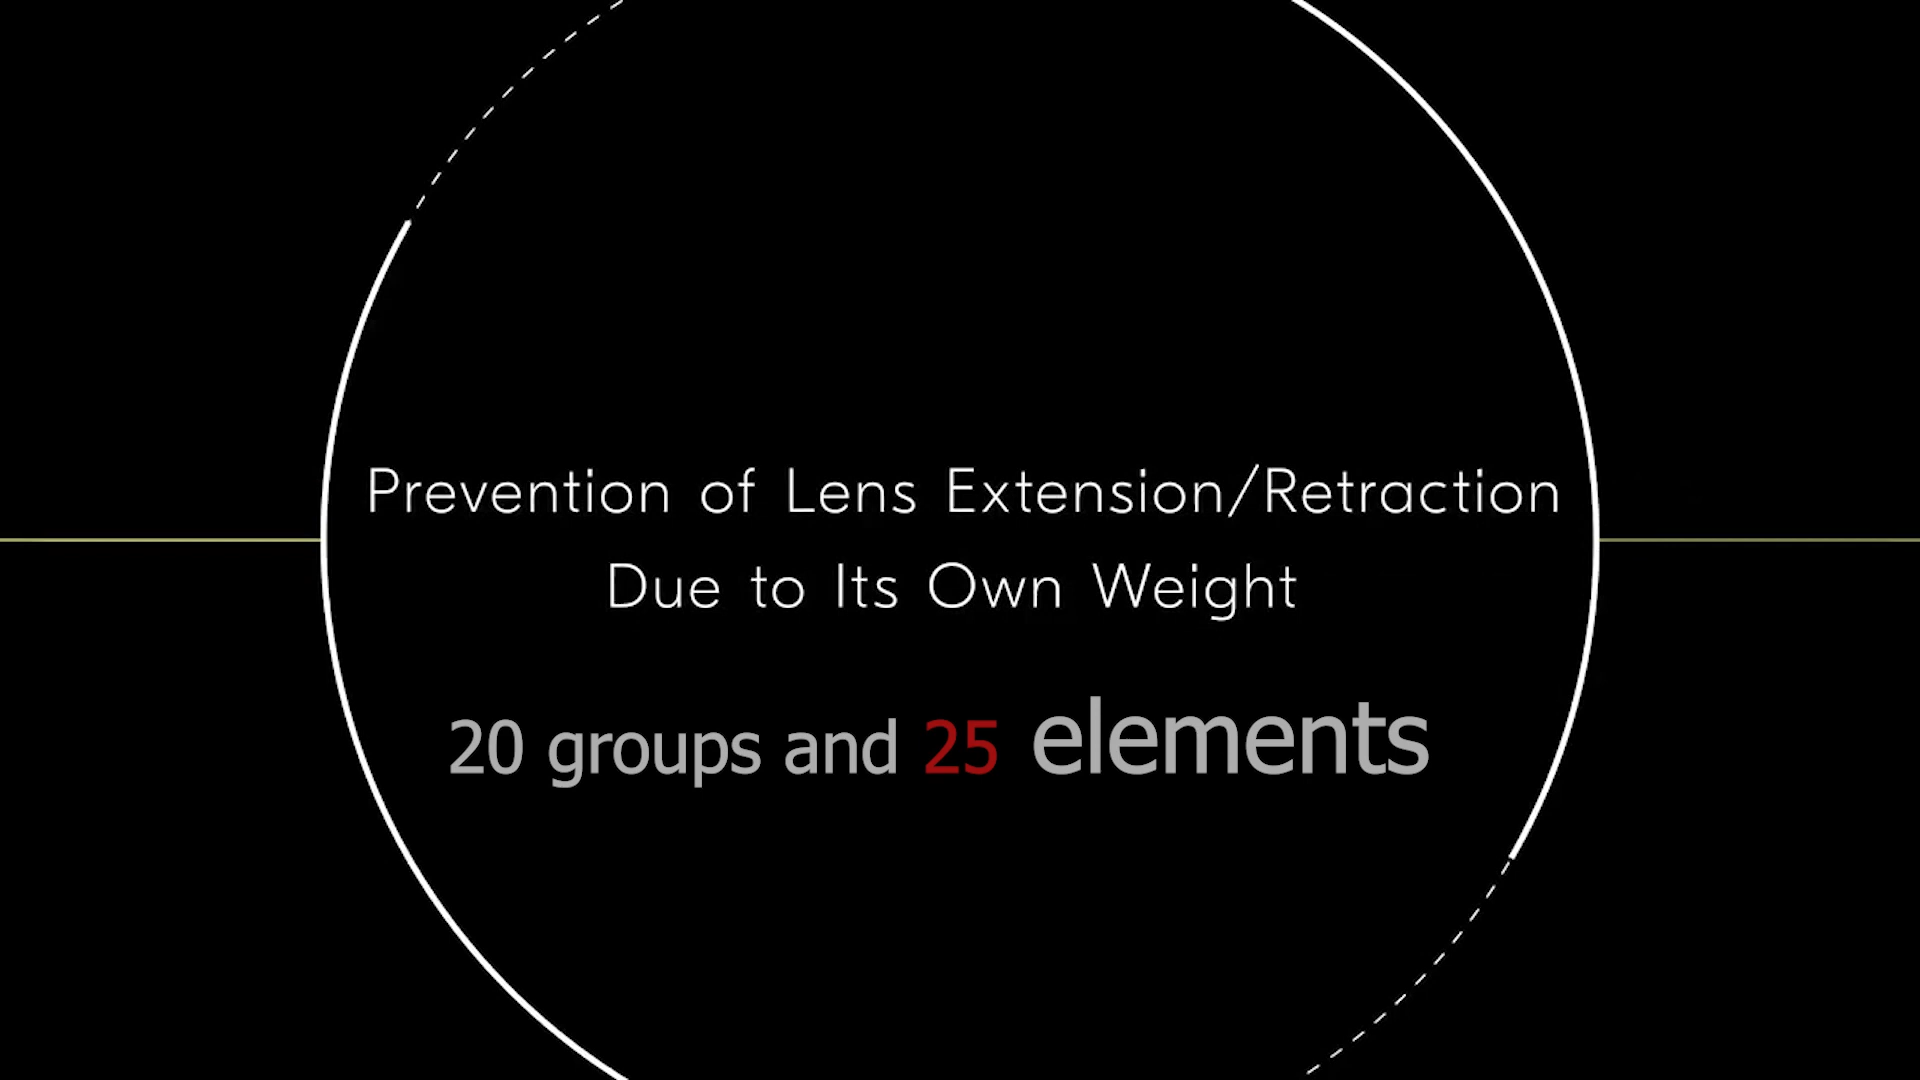 Prevention of Lens Extension/Retraction
Due to Its Own Weight
20 groups and 25 elements